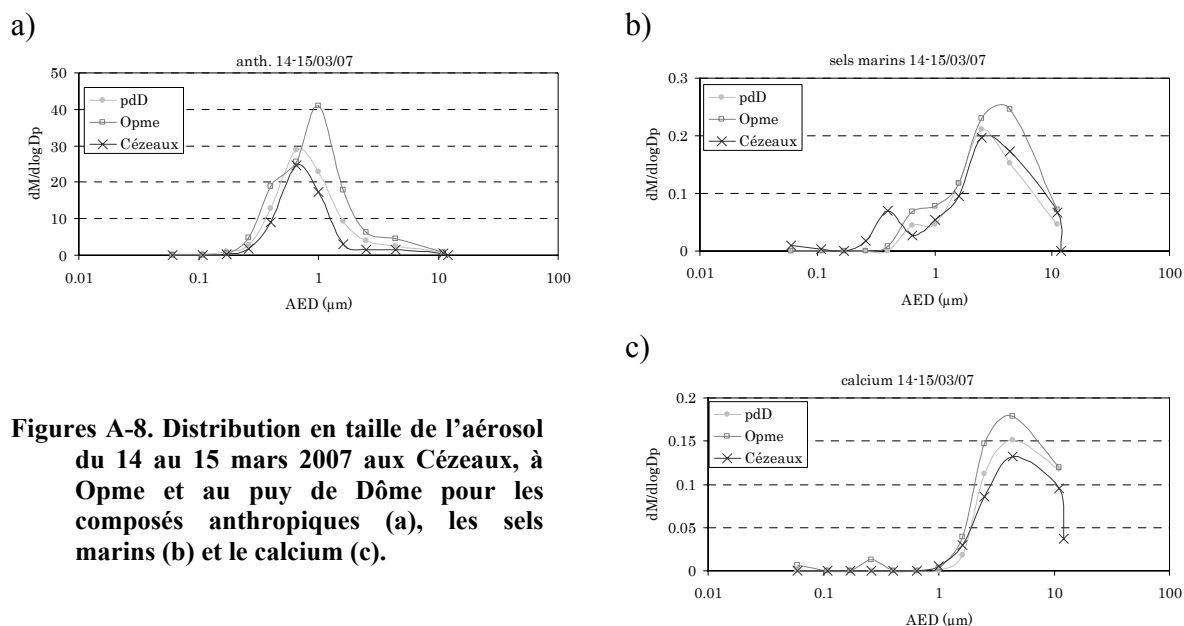 a)
anth. 14-15/03/07
50
40
30
20
10
0
dM/dlogDp
pdD
Opme
Cézeaux
0.01
0.1
1
10
100
AED (µm)
b)
sels marins 14-15/03/07
0.3
0.2
0.1
0
dM/dlogDp
pdD
Opme
Cézeaux
0.01
0.1
1
10
100
AED (µm)
c)
calcium 14-15/03/07
0.2
0.15
0.1
0.05
0
dM/dlogDp
pdD
Opme
Cézeaux
0.01
0.1
1
10
100
AED (µm)
Figures A-8. Distribution en taille de l’aérosol
du 14 au 15 mars 2007 aux Cézeaux, à
Opme et au puy de Dôme pour les
composés anthropiques (a), les sels
marins (b) et le calcium (c).